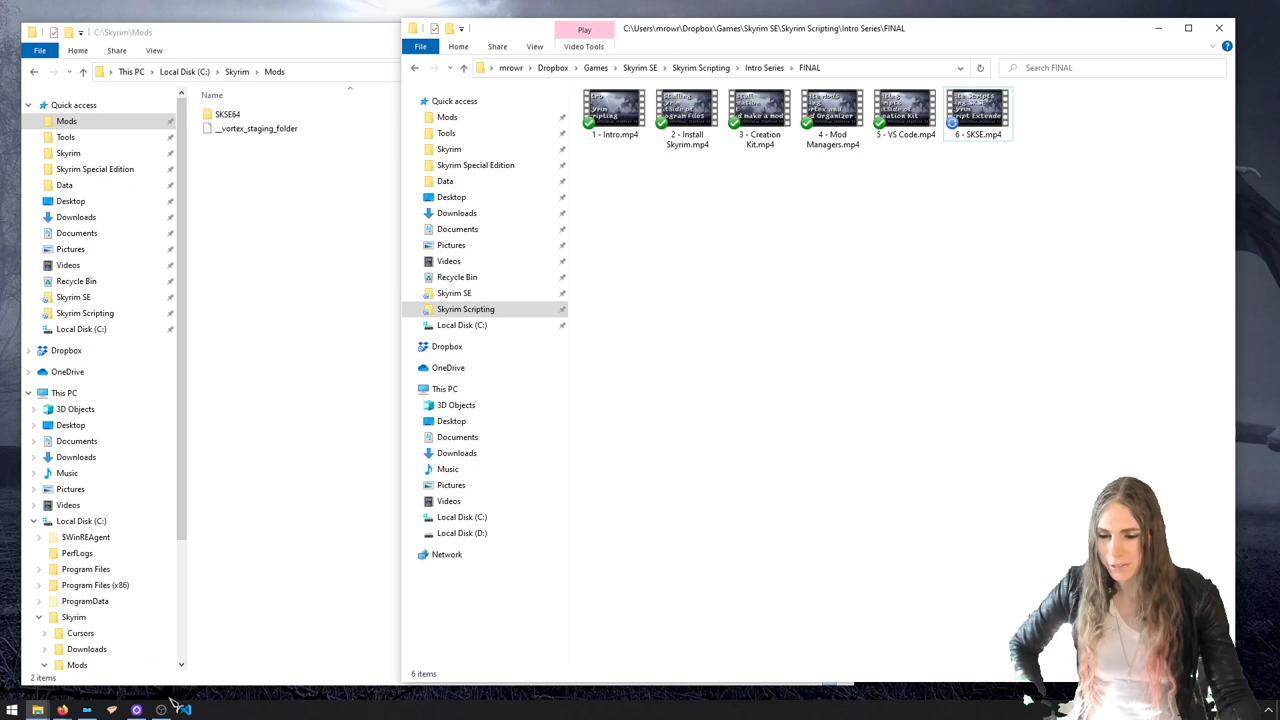 C:\Skyrim\Mods
File
Home
Share
View
This PC
Local Disk (C:)
Skyrim
Mods
Quick access
Mods
Tools
Skyrim
Skyrim Special Edition
Data
Desktop
Downloads
Documents
Pictures
Videos
Recycle Bin
Skyrim SE
Skyrim Scripting
Local Disk (C:)
Dropbox
OneDrive
This PC
3D Objects
Desktop
Documents
Downloads
Music
Pictures
Videos
Local Disk (C:)
$WinREAgent
PerfLogs
Program Files
Program Files (x86)
ProgramData
Skyrim
Cursors
Downloads
Mods
2 items
Name
SKSE64
__vortex_staging_folder
Play
C:\Users\mrowr\Dropbox\Games\Skyrim SE\Skyrim Scripting\Intro Series\FINAL
File
Home
Share
View
Video Tools
mrowr
Dropbox
Games
Skyrim SE
Skyrim Scripting
Intro Series
FINAL
Search FINAL
Quick access
Mods
Tools
Skyrim
Skyrim Special Edition
Data
Desktop
Downloads
Documents
Pictures
Videos
Recycle Bin
Skyrim SE
Skyrim Scripting
Local Disk (C:)
Dropbox
OneDrive
This PC
3D Objects
Desktop
Documents
Downloads
Music
Pictures
Videos
Local Disk (C:)
Local Disk (D:)
Network
6 items
1 - Intro.mp4
2 - Install
Skyrim.mp4
3 - Creation
Kit.mp4
4 - Mod
Managers.mp4
5 - VS Code.mp4
6 - SKSE.mp4